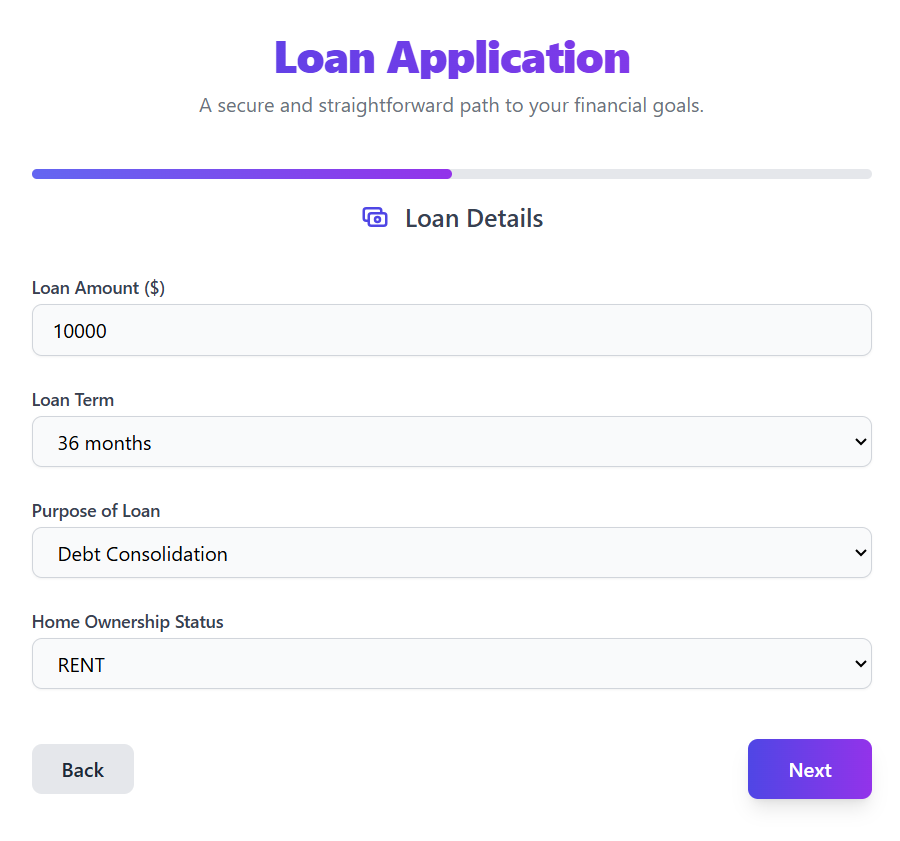 Loan Application
A secure and straightforward path to your financial goals.
Loan Details
Loan Amount ($)
10000
Loan Term
36 months
Purpose of Loan
Debt Consolidation
Home Ownership Status
RENT
Back
Next